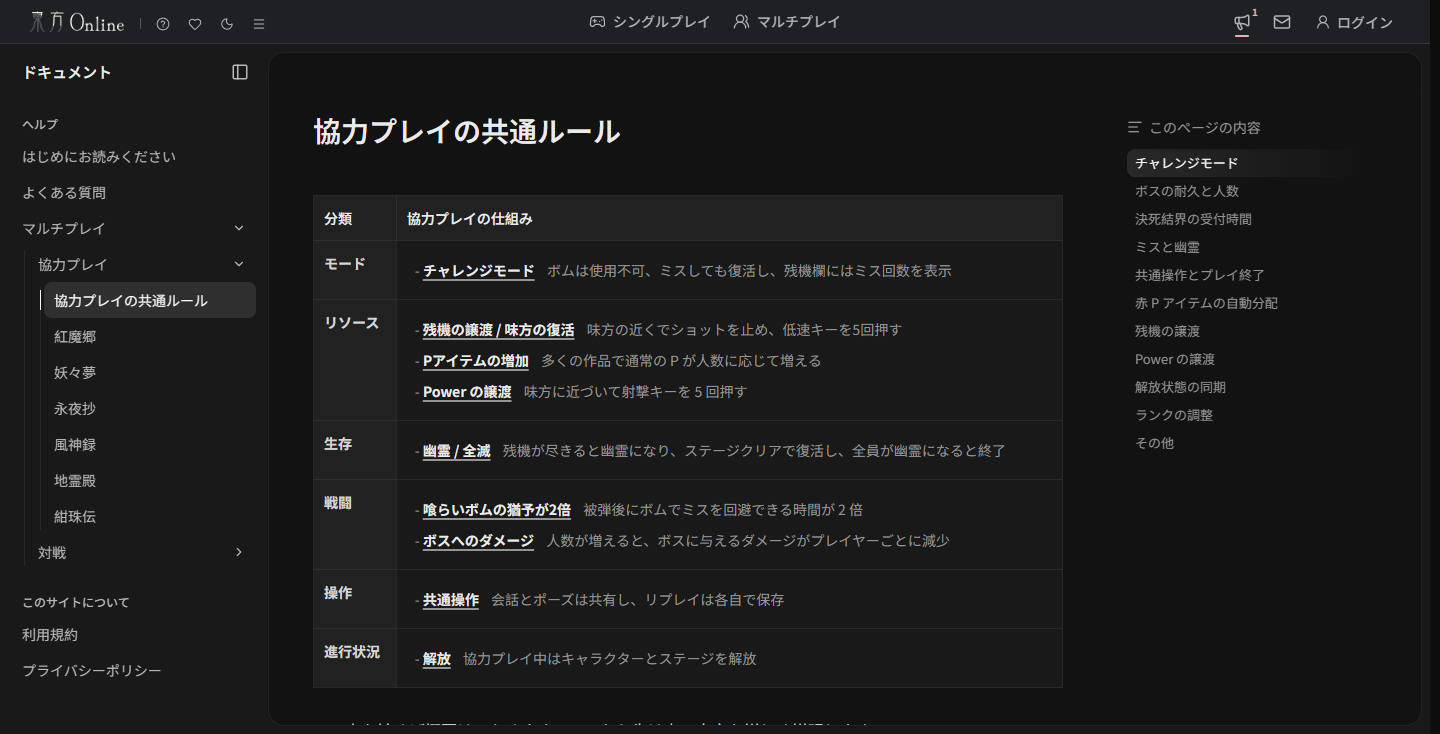 東方Online
シングルプレイ
マルチプレイ
1
ログイン
ドキュメント
ヘルプ
はじめにお読みください
よくある質問
マルチプレイ
協力プレイ
協力プレイの共通ルール
紅魔郷
妖々夢
永夜抄
風神録
地霊殿
紺珠伝
対戦
このサイトについて
利用規約
プライバシーポリシー
協力プレイの共通ルール
分類 協力プレイの仕組み
モード - チャレンジモード ボムは使用不可、ミスしても復活し、残機欄にはミス回数を表示
リソース - 残機の譲渡 / 味方の復活 味方の近くでショットを止め、低速キーを5回押す
- Pアイテムの増加 多くの作品で通常の P が人数に応じて増える
- Power の譲渡 味方に近づいて射撃キーを 5 回押す
生存 - 幽霊 / 全滅 残機が尽きると幽霊になり、ステージクリアで復活し、全員が幽霊になると終了
戦闘 - 喰らいボムの猶予が2倍 被弾後にボムでミスを回避できる時間が 2 倍
- ボスへのダメージ 人数が増えると、ボスに与えるダメージがプレイヤーごとに減少
操作 - 共通操作 会話とポーズは共有し、リプレイは各自で保存
進行状況 - 解放 協力プレイ中はキャラクターとステージを解放
このページの内容
チャレンジモード
ボスの耐久と人数
決死結界の受付時間
ミスと幽霊
共通操作とプレイ終了
赤 P アイテムの自動分配
残機の譲渡
Power の譲渡
解放状態の同期
ランクの調整
その他